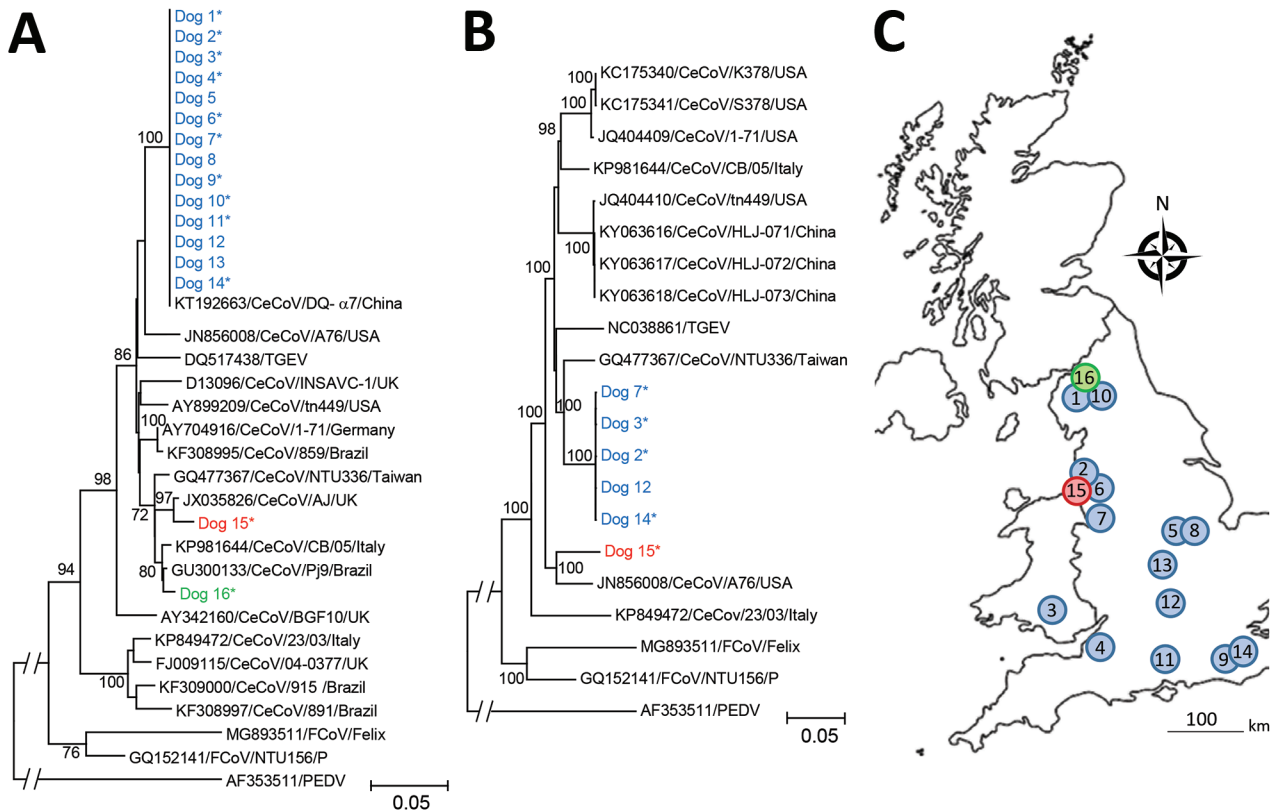 A
Dog 1*
Dog 2*
Dog 3*
Dog 4*
Dog 5
Dog 6*
Dog 7*
Dog 8
Dog 9*
Dog 10*
Dog 11*
Dog 12
Dog 13
Dog 14*
100
KT192663/CeCoV/DQ- α7/China
JN856008/CeCoV/A76/USA
86
DQ517438/TGEV
D13096/CeCoV/INSAVC-1/UK
AY899209/CeCoV/tn449/USA
100
AY704916/CeCoV/1-71/Germany
KF308995/CeCoV/859/Brazil
98
GQ477367/CeCoV/NTU336/Taiwan
97
JX035826/CeCoV/AJ/UK
72
Dog 15*
KP981644/CeCoV/CB/05/Italy
80
GU300133/CeCoV/Pj9/Brazil
94
Dog 16*
AY342160/CeCoV/BGF10/UK
KP849472/CeCoV/23/03/Italy
FJ009115/CeCoV/04-0377/UK
100
KF309000/CeCoV/915 /Brazil
KF308997/CeCoV/891/Brazil
MG893511/FCoV/Felix
76
GQ152141/FCoV/NTU156/P
AF353511/PEDV
0.05
B
100
KC175340/CeCoV/K378/USA
100
KC175341/CeCoV/S378/USA
98
JQ404409/CeCoV/1-71/USA
KP981644/CeCoV/CB/05/Italy
JQ404410/CeCoV/tn449/USA
KY063616/CeCoV/HLJ-071/China
100
100
KY063617/CeCoV/HLJ-072/China
KY063618/CeCoV/HLJ-073/China
NC038861/TGEV
GQ477367/CeCoV/NTU336/Taiwan
Dog 7*
100
100
Dog 3*
Dog 2*
100
Dog 12
100
Dog 14*
Dog 15*
100
JN856008/CeCoV/A76/USA
KP849472/CeCov/23/03/Italy
MG893511/FCoV/Felix
100
GQ152141/FCoV/NTU156/P
AF353511/PEDV
0.05
C
N
16
1
10
2
15
6
7
5
8
13
12
3
4
11
9
14
100
km